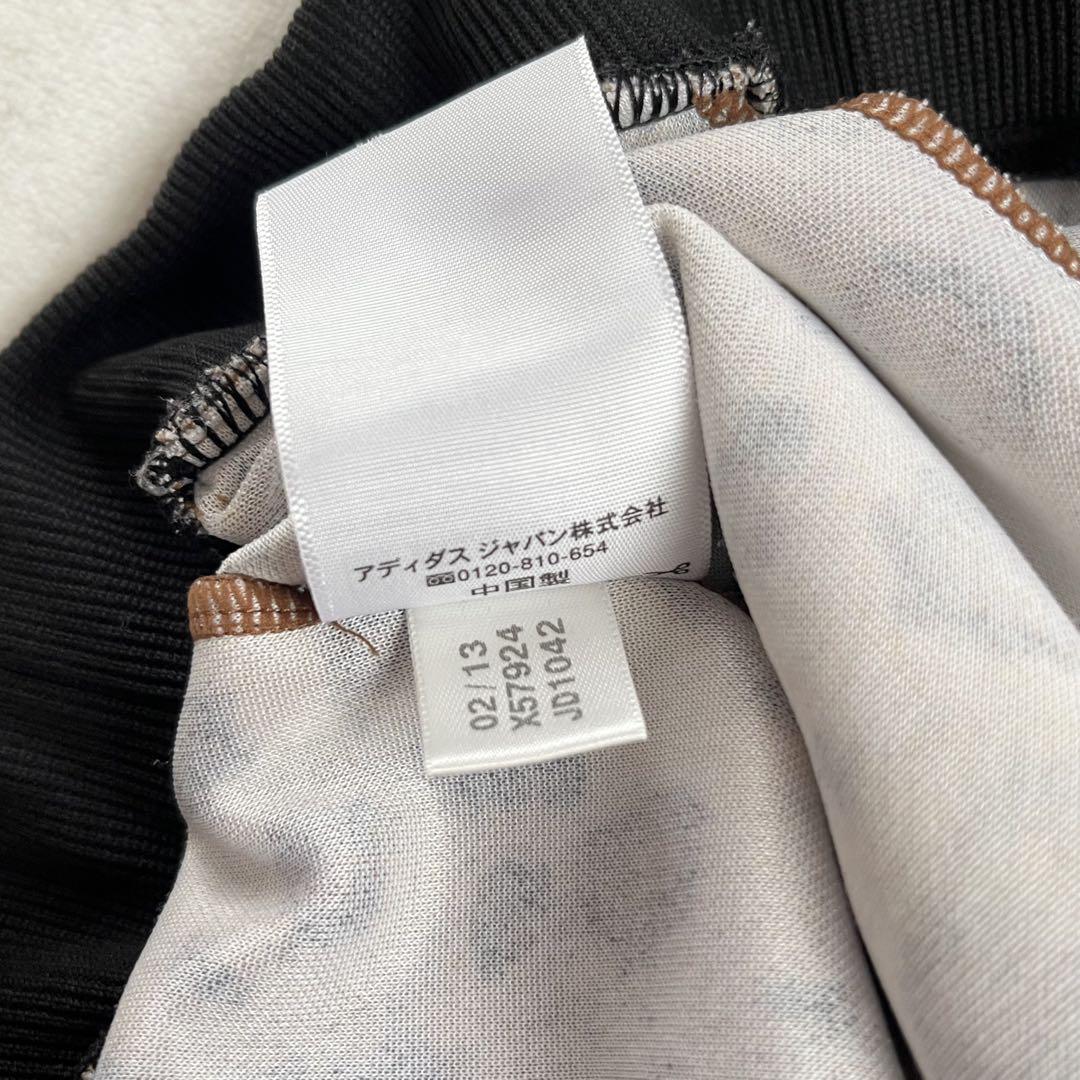 アディダス ジャパン株式会社
0120-810-654
中国製
02/13
X57924
JD1042